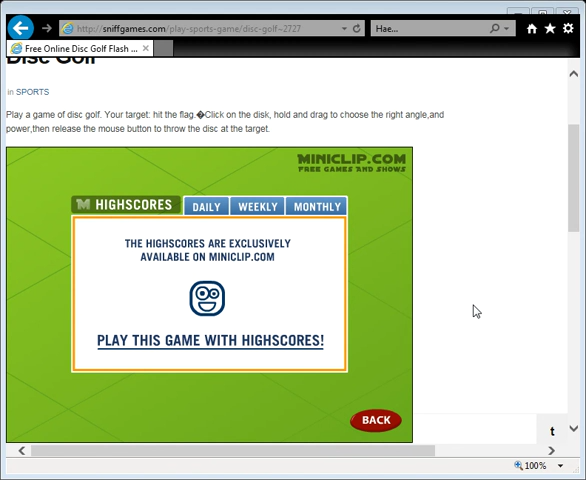 http://sniffgames.com/play-sports-game/disc-golf~2727
Hae...
Free Online Disc Golf Flash ...
Disc Golf
in SPORTS
Play a game of disc golf. Your target: hit the flag.�Click on the disk, hold and drag to choose the right angle,and
power,then release the mouse button to throw the disc at the target.
MINICLIP.COM
FREE GAMES AND SHOWS
M HIGHSCORES
DAILY
WEEKLY
MONTHLY
THE HIGHSCORES ARE EXCLUSIVELY
AVAILABLE ON MINICLIP.COM
PLAY THIS GAME WITH HIGHSCORES!
BACK
t
100%